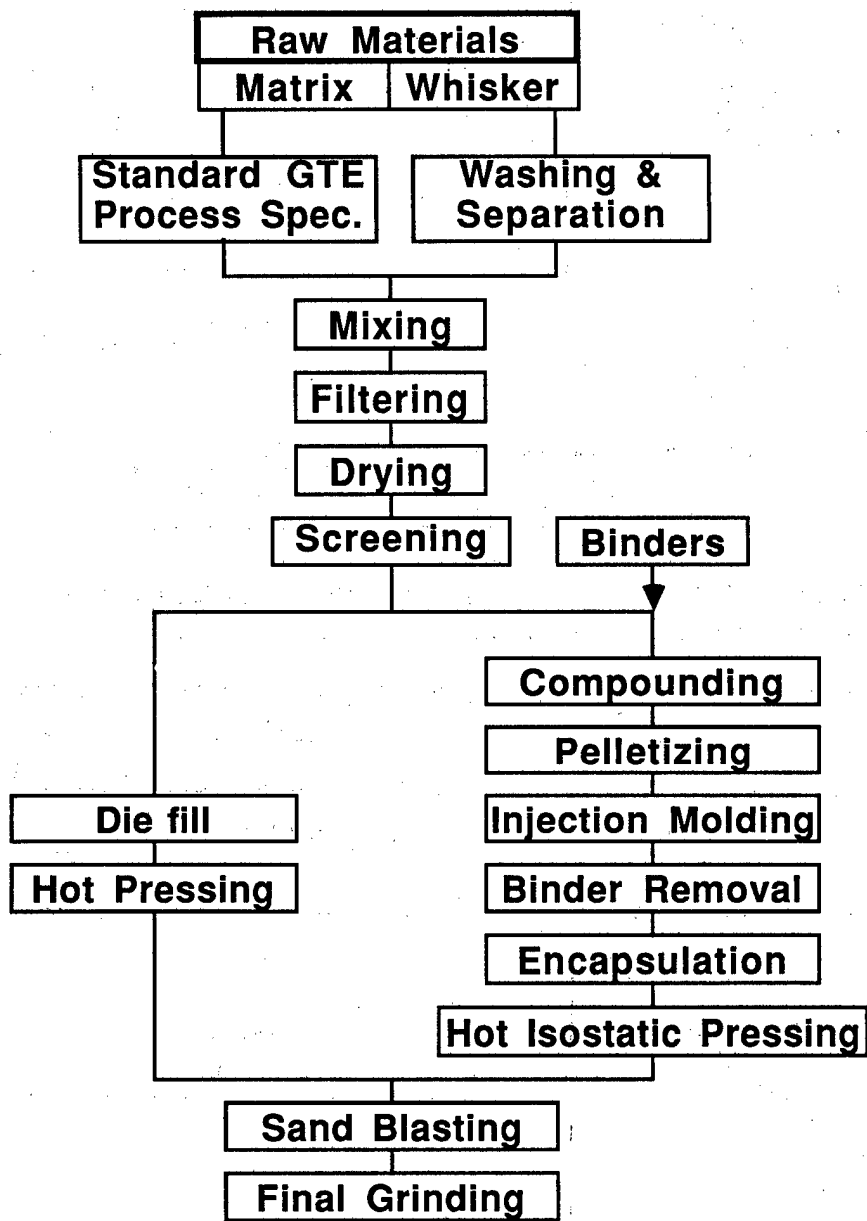 Raw Materials
Matrix
Whisker
Standard GTE
Process Spec.
Washing &
Separation
Mixing
Filtering
Drying
Screening
Binders
Compounding
Pelletizing
Die fill
Injection Molding
Hot Pressing
Binder Removal
Encapsulation
Hot Isostatic Pressing
Sand Blasting
Final Grinding